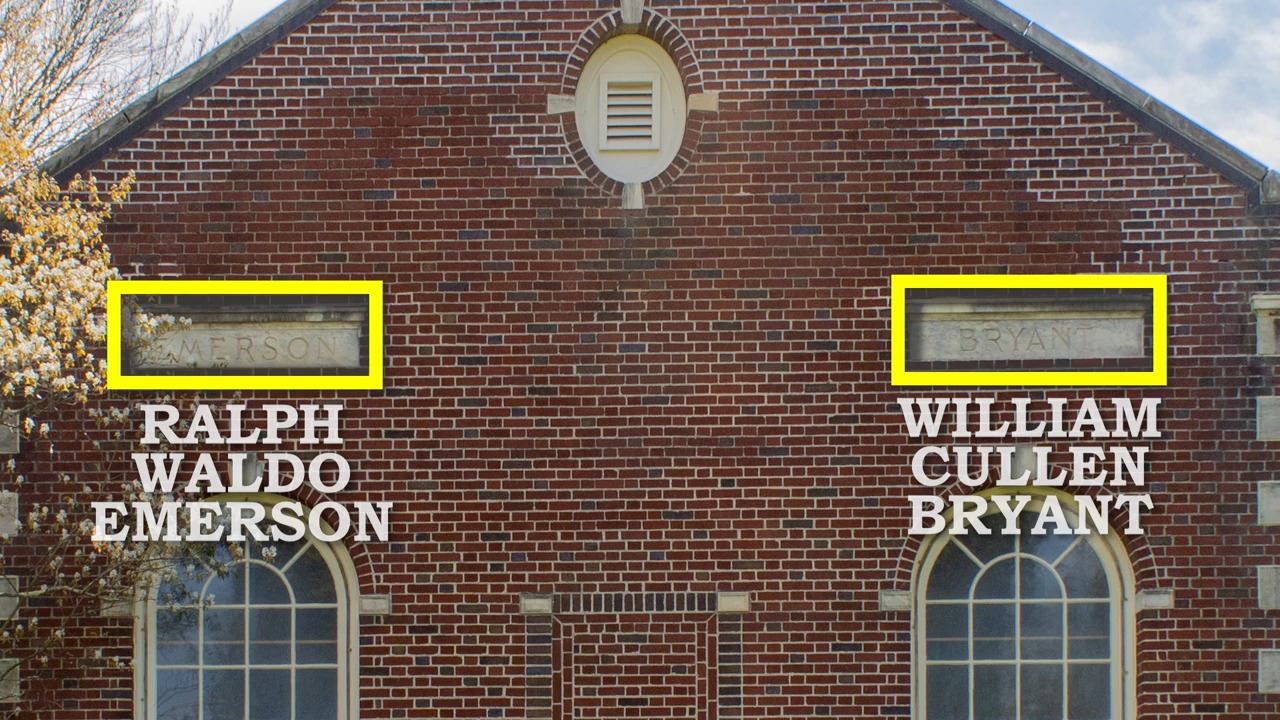 EMERSON
BRYANT
RALPH
WALDO
EMERSON
WILLIAM
CULLEN
BRYANT